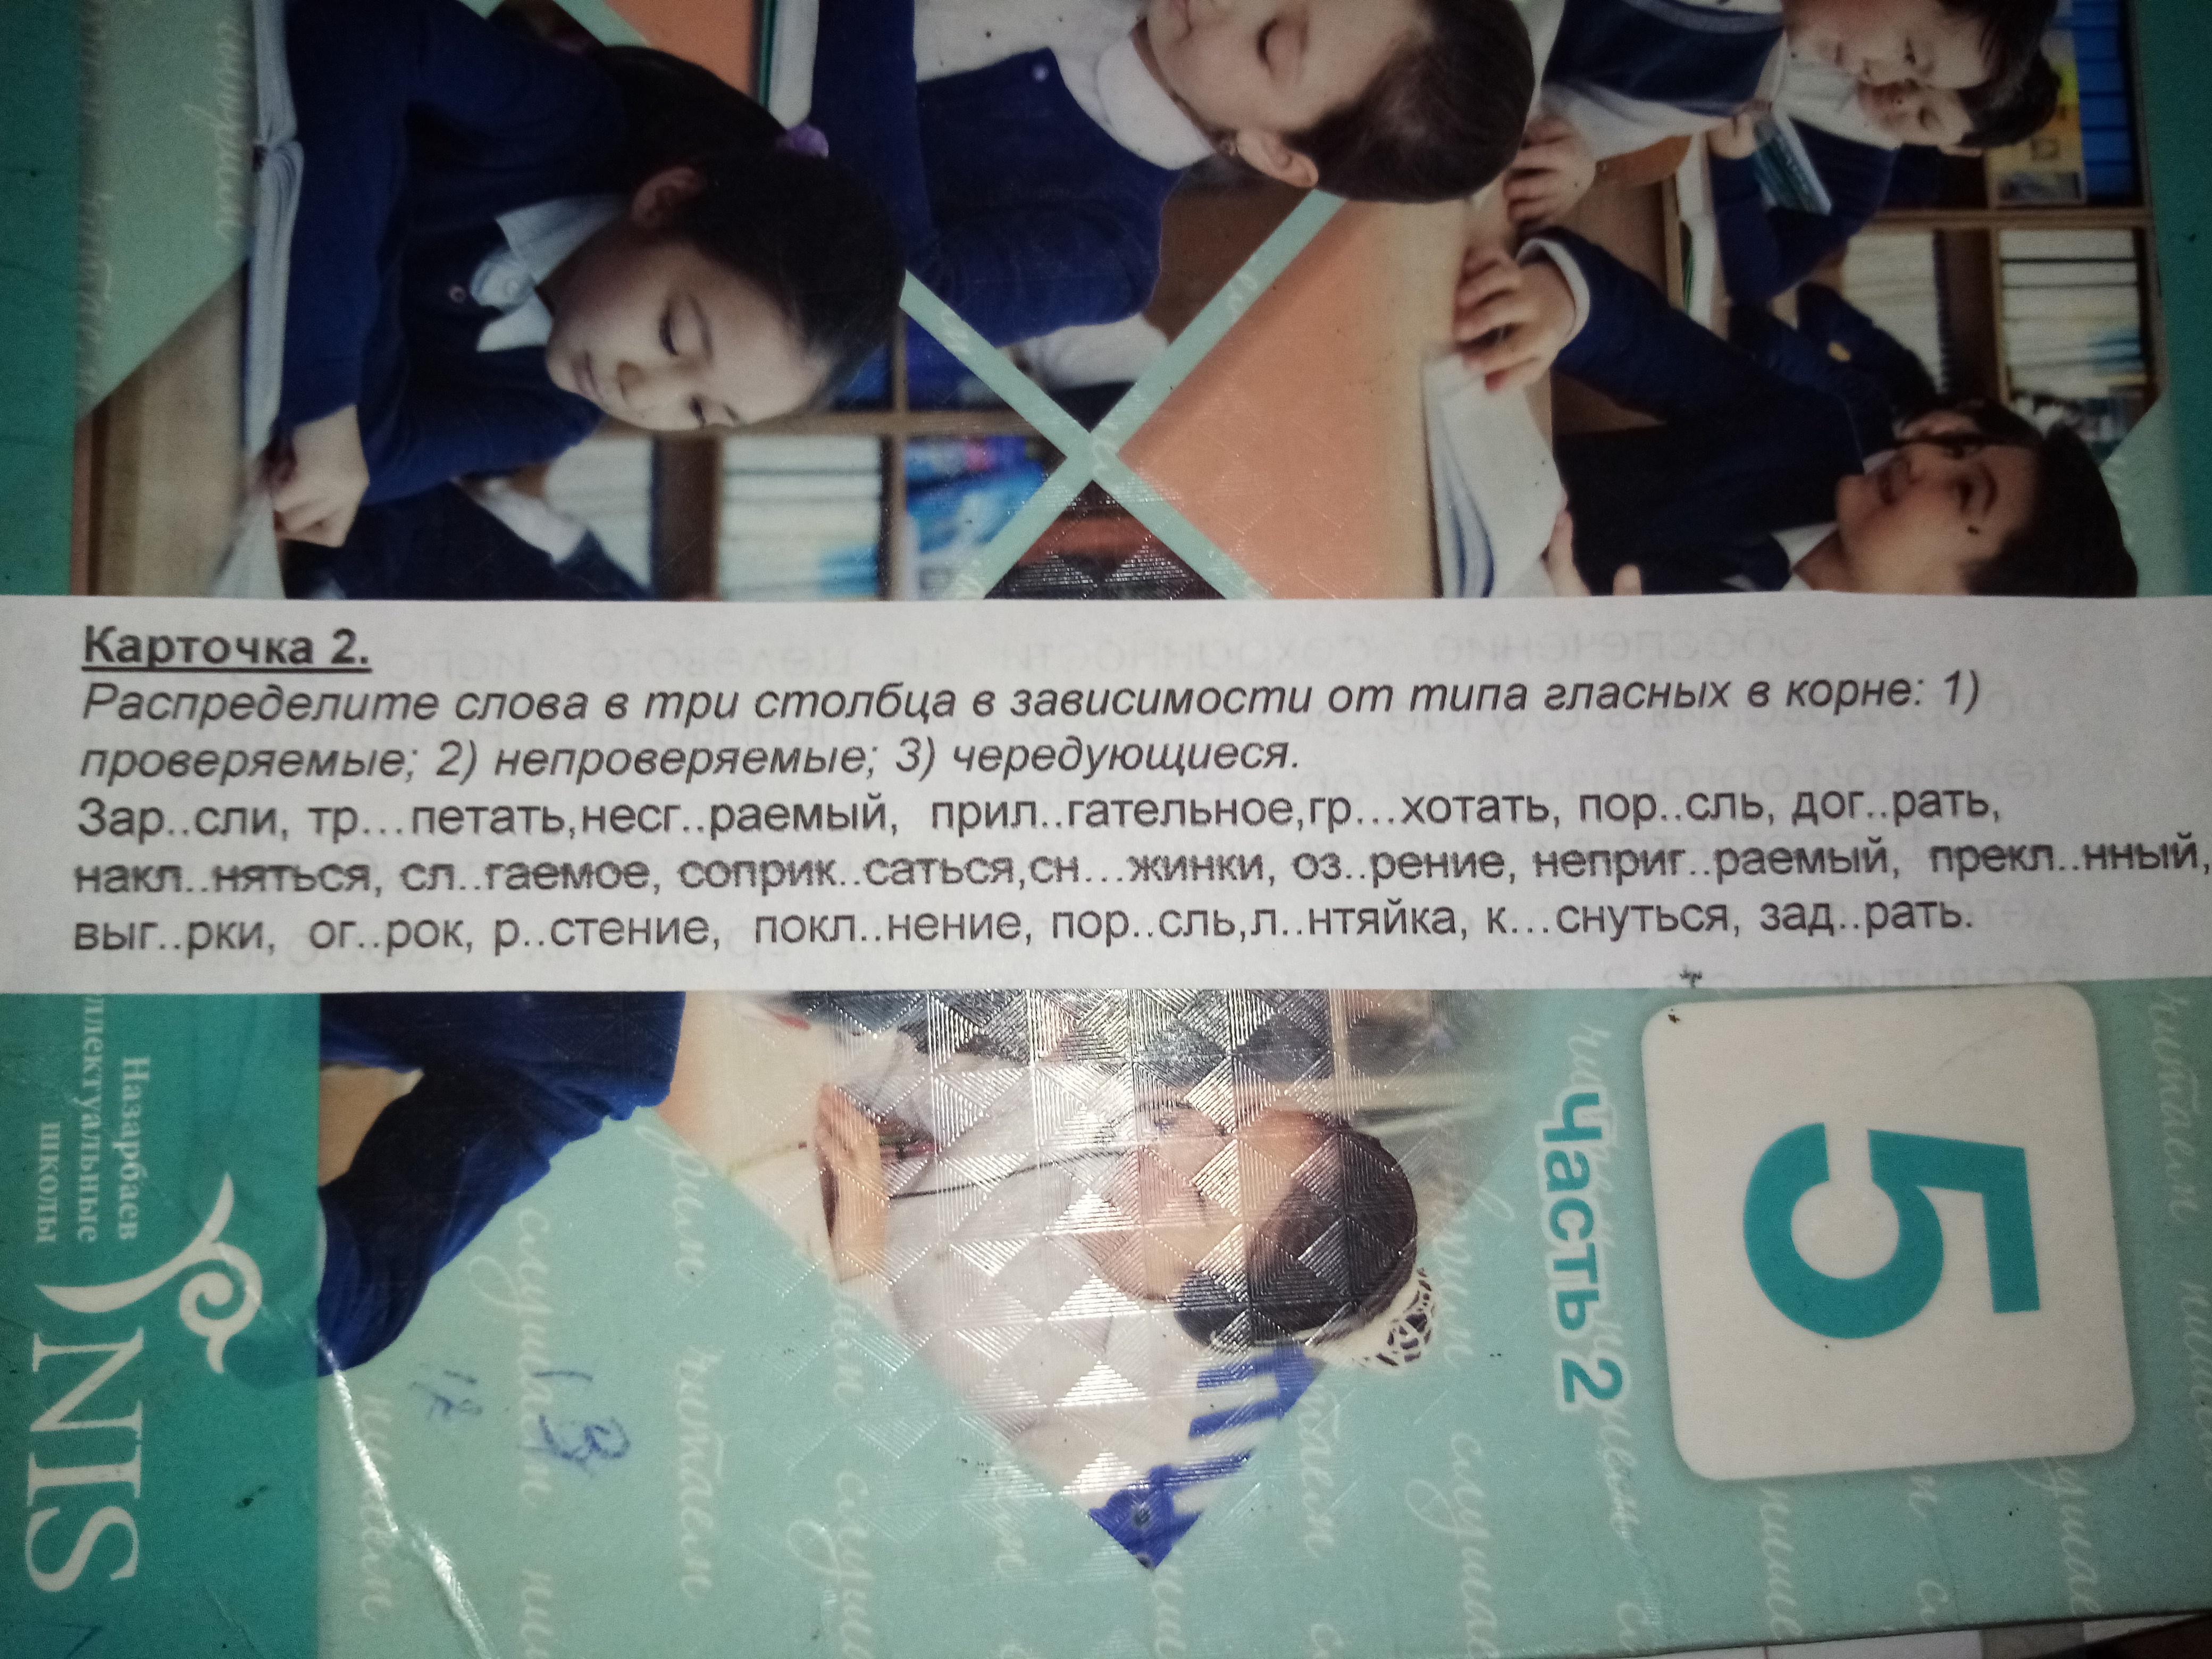 Карточка 2.
Распределите слова в три столбца в зависимости от типа гласных в корне: 1)
проверяемые; 2) непроверяемые; 3) чередующиеся.
Зар..сли, тр...петать,несг..раемый, прил..гательное,гр...хотать, пор..сль, дог..рать,
накл..няться, сл..гаемое, соприк..саться,сн...жинки, оз..рение, неприг..раемый, прекл..нный,
выг..рки, ог..рок, р..стение, покл..нение, пор..сль,л..нтяйка, к...снуться, зад..рать.
5
Часть 2
Назарбаев
ллектуальные
школы
NIS